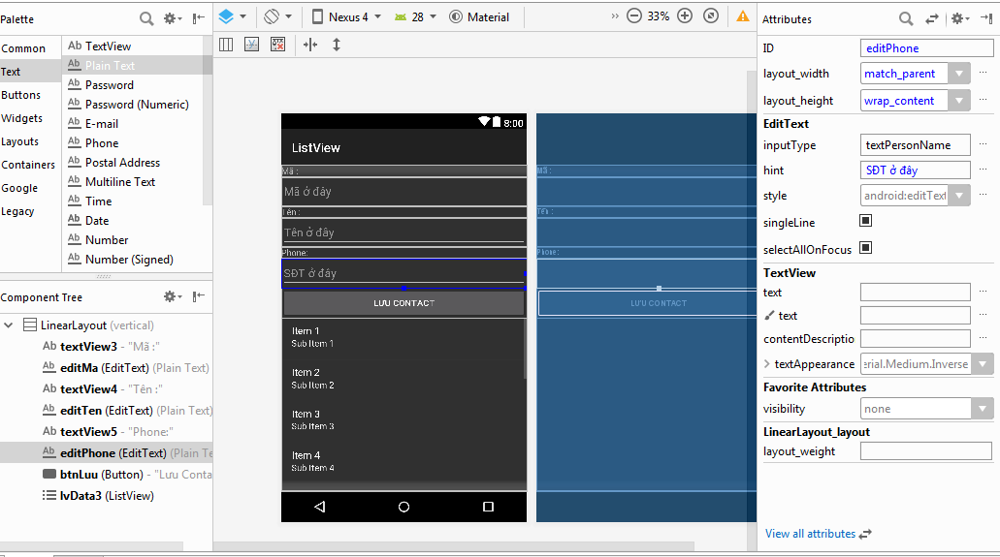 Palette
Common
Text
Buttons
Widgets
Layouts
Containers
Google
Legacy
Ab TextView
Ab Plain Text
Ab Password
Ab Password (Numeric)
Ab E-mail
Ab Phone
Ab Postal Address
Ab Multiline Text
Ab Time
Ab Date
Ab Number
Ab Number (Signed)
Component Tree
LinearLayout (vertical)
Ab textView3 - "Mã :"
Ab editMa (EditText) (Plain Text)
Ab textView4 - "Tên :"
Ab editTen (EditText) (Plain Text)
Ab textView5 - "Phone:"
Ab editPhone (EditText) (Plain Te
btnLuu (Button) - "Lưu Conta
lvData3 (ListView)
Nexus 4
28
Material
33%
8:00
ListView
Mã :
Mã ở đây
Tên :
Tên ở đây
Phone:
SĐT ở đây
LƯU CONTACT
Item 1
Sub Item 1
Item 2
Sub Item 2
Item 3
Sub Item 3
Item 4
Sub Item 4
Mã :
Tên :
Phone:
LƯU CONTACT
Attributes
ID editPhone
layout_width match_parent
layout_height wrap_content
EditText
inputType textPersonName
hint SĐT ở đây
style android:editText
singleLine
selectAllOnFocus
TextView
text
text
contentDescriptio
textAppearance erial.Medium.Inverse
Favorite Attributes
visibility none
LinearLayout_layout
layout_weight
View all attributes